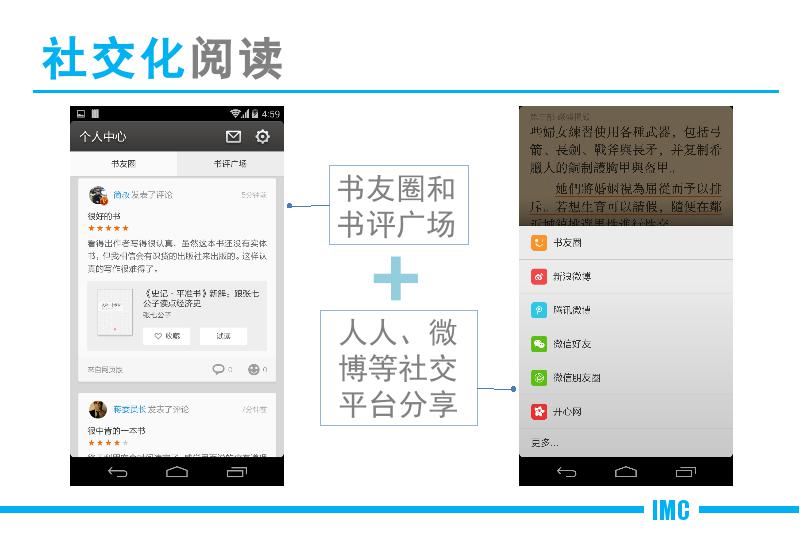 社交化阅读
4:59
个人中心
书友圈
书评广场
发表了评论
5分钟前
很好的书
看得出作者写得很认真，虽然这本书还没有实体
书，但我相信会有识货的出版社来出版的。这样认
真的写作很难得了。
《史记·平准书》新解：跟张七
公子读点经济史
张七公子
收藏
试读
来自网页版
0
0
蒋委员长 发表了评论
7分钟前
很中肯的一本书
书友圈和
书评广场
人人、微
博等社交
平台分享
些婦女練習使用各種武器，包括弓
箭、長劍、戰斧與長矛，并复制希
臘人的銅制護胸甲與盔甲。
她們將婚姻視為屈從而予以排
斥。若想生育可以請假，隨便在鄰
书友圈
新浪微博
腾讯微博
微信好友
微信朋友圈
开心网
更多...
IMC